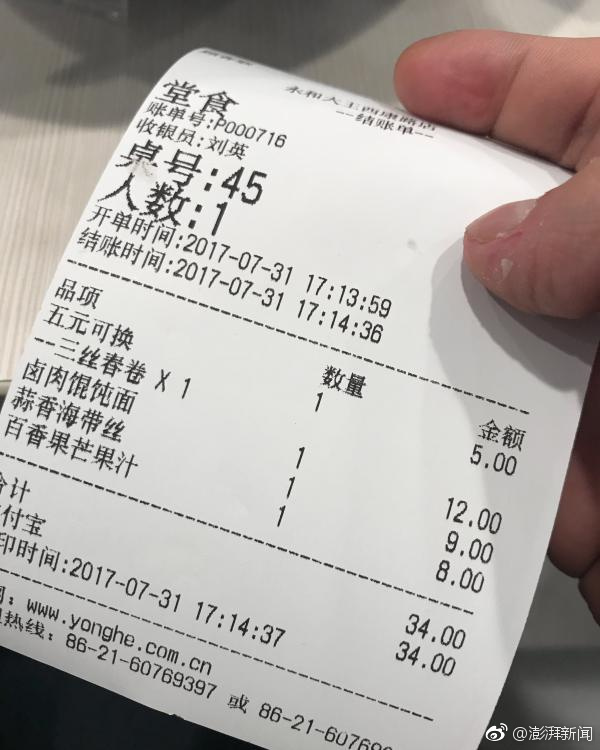 永和大王西康路店
--结账单--
堂食
账单号:P000716
收银员:刘英
桌号:45
人数:1
开单时间:2017-07-31 17:13:59
结账时间:2017-07-31 17:14:36
品项 数量 金额
五元可换 1 5.00
--三丝春卷 X 1
卤肉馄饨面 1 12.00
蒜香海带丝 1 9.00
百香果芒果汁 1 8.00
合计 34.00
付宝 34.00
印时间:2017-07-31 17:14:37
: www.yonghe.com.cn
热线: 86-21-60769397 或 86-21-6076
@澎湃新闻